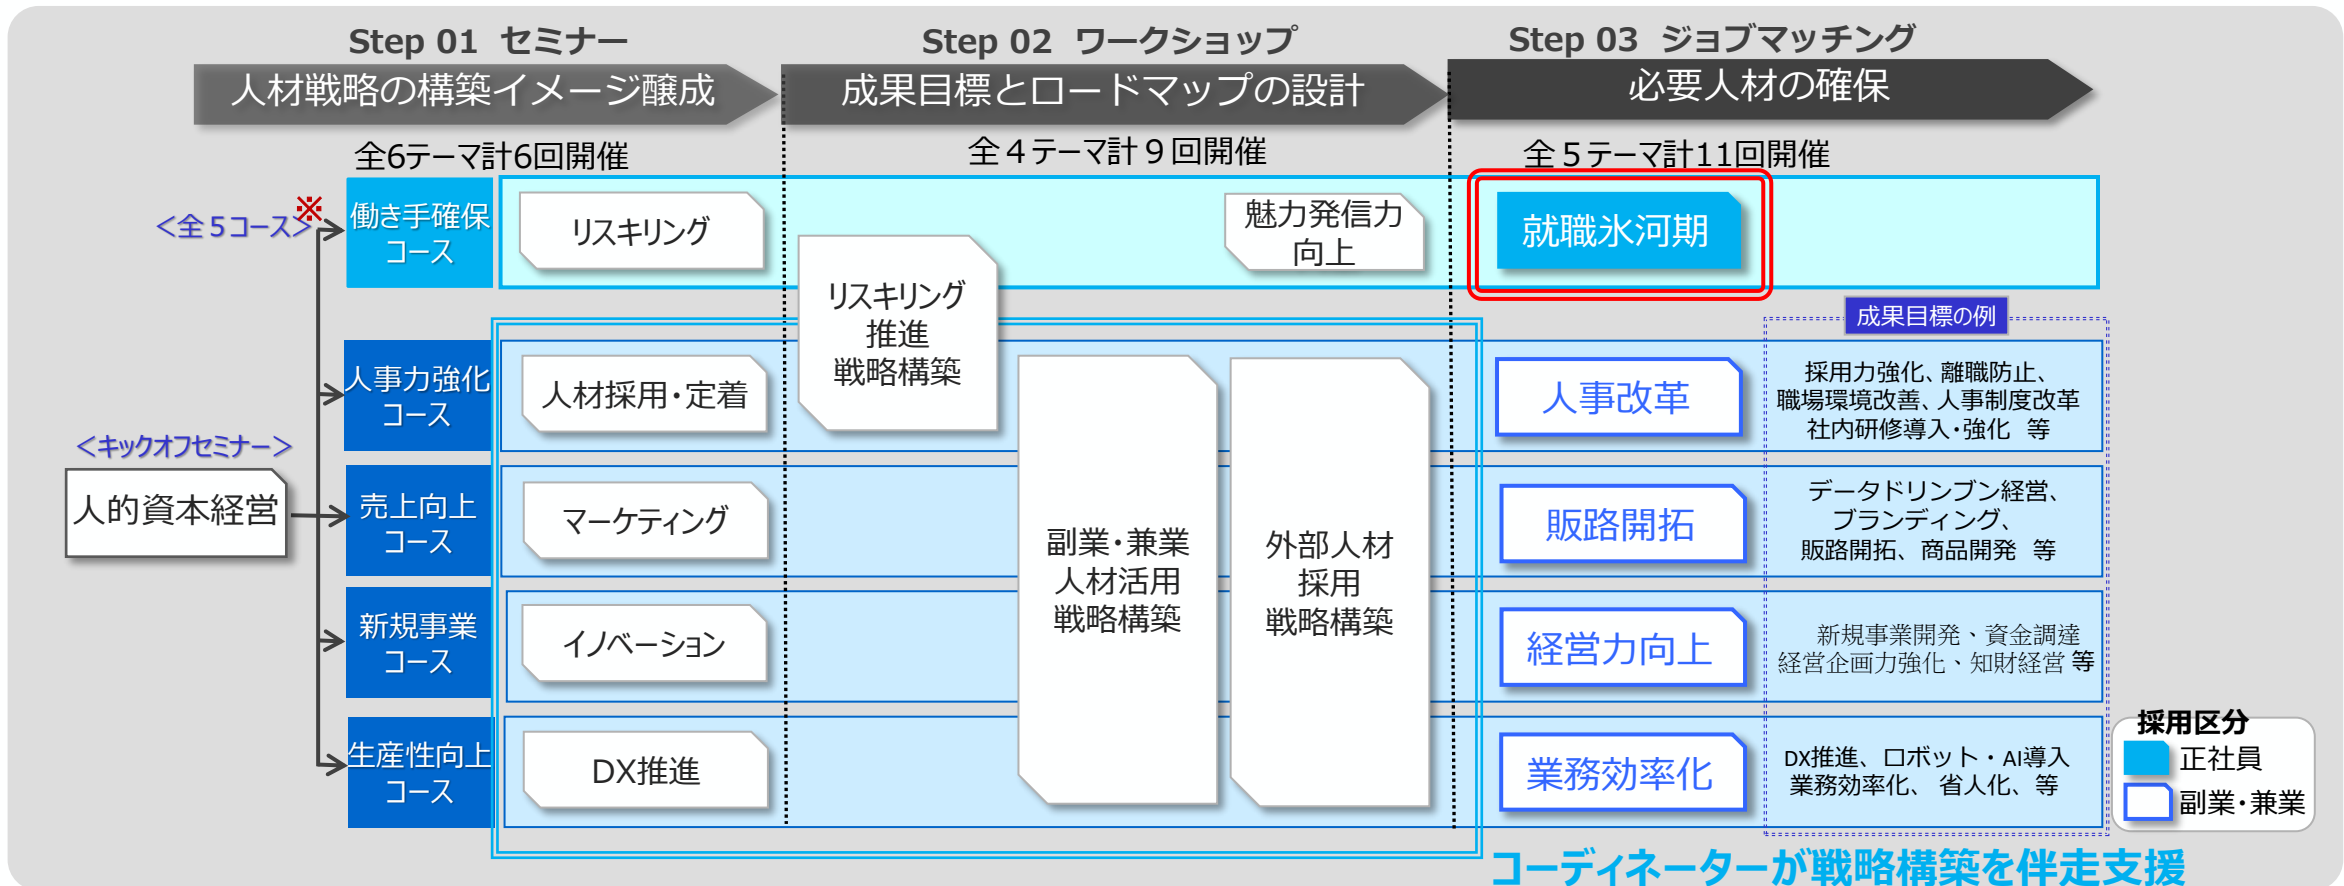 Step 01 セミナー
人材戦略の構築イメージ醸成
全6テーマ計6回開催
Step 02 ワークショップ
成果目標とロードマップの設計
全４テーマ計９回開催
Step 03 ジョブマッチング
必要人材の確保
全５テーマ計11回開催
＜全５コース＞
※
＜キックオフセミナー＞
人的資本経営
働き手確保
コース
リスキリング
リスキリング
推進
戦略構築
魅力発信力
向上
就職氷河期
成果目標の例
人事力強化
コース
人材採用・定着
副業・兼業
人材活用
戦略構築
外部人材
採用
戦略構築
人事改革
採用力強化、離職防止、
職場環境改善、人事制度改革
社内研修導入・強化 等
売上向上
コース
マーケティング
販路開拓
データドリンブン経営、
ブランディング、
販路開拓、商品開発 等
新規事業
コース
イノベーション
経営力向上
新規事業開発、資金調達
経営企画力強化、知財経営 等
生産性向上
コース
DX推進
業務効率化
DX推進、ロボット・AI導入
業務効率化、 省人化、等
採用区分
正社員
副業・兼業
コーディネーターが戦略構築を伴走支援